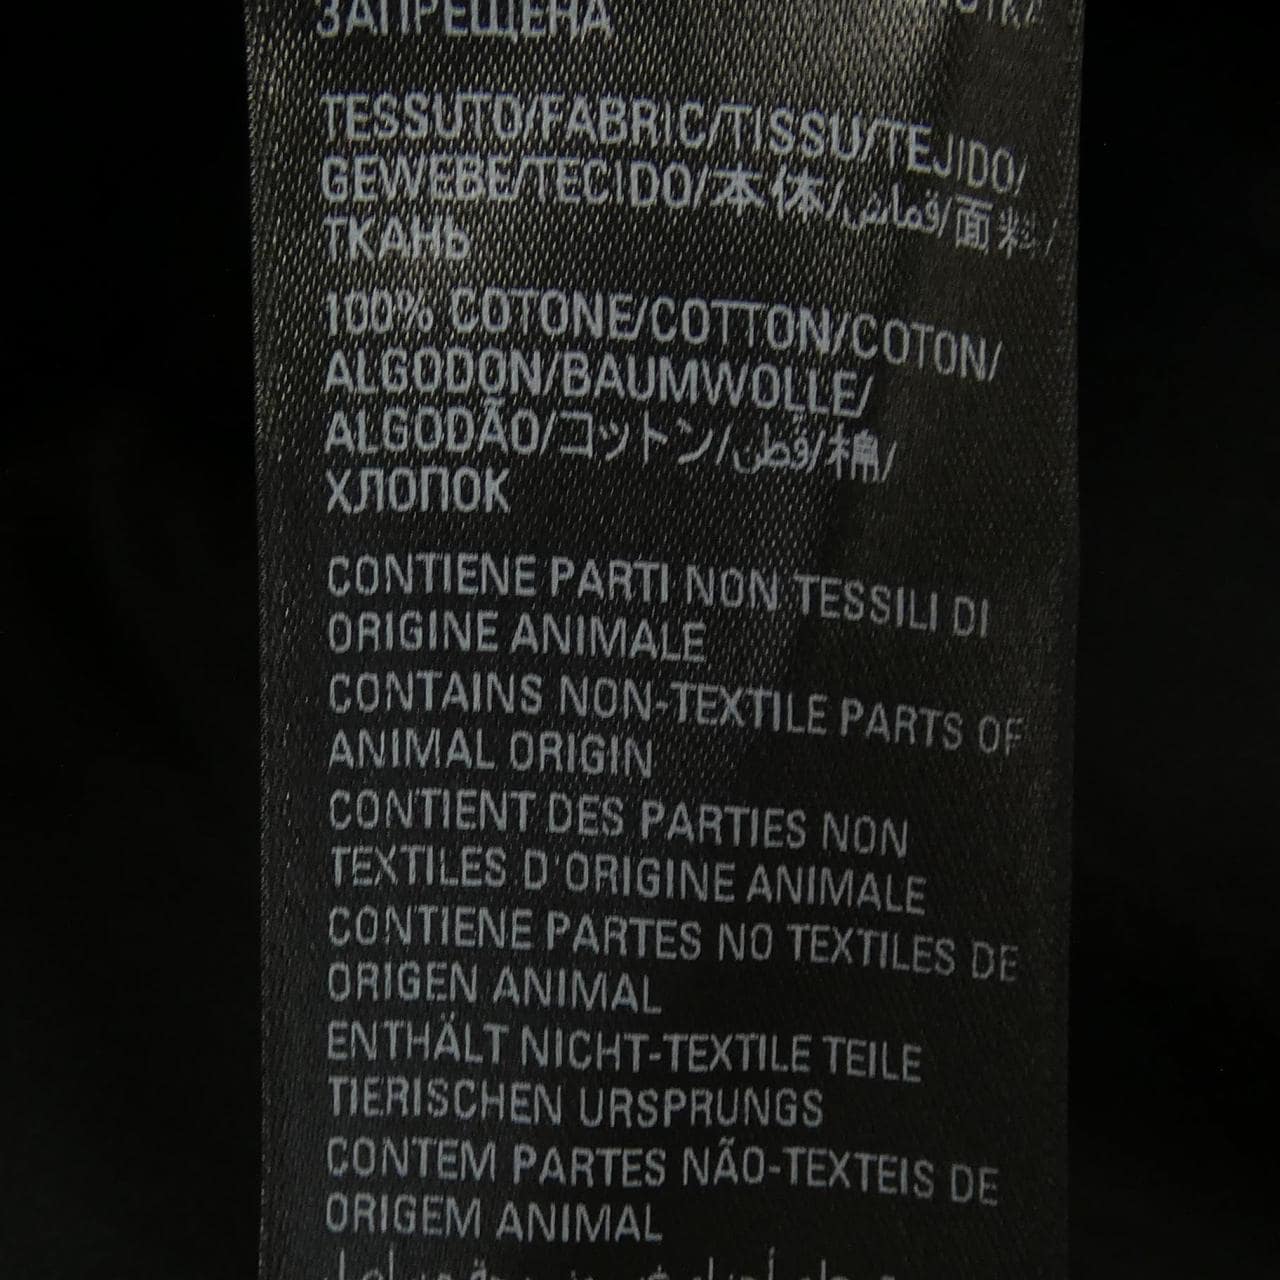 ЗАПРЕЩЕНА
TESSUTO/FABRIC/TISSU/TEJIDO/
GEWEBE/TECIDO/本体/قماش/面料/
ТКАНЬ
100% COTONE/COTTON/COTON/
ALGODON/BAUMWOLLE/
ALGODÃO/コットン/قُطن/棉/
ХЛОПОК
CONTIENE PARTI NON TESSILI DI
ORIGINE ANIMALE
CONTAINS NON-TEXTILE PARTS OF
ANIMAL ORIGIN
CONTIENT DES PARTIES NON
TEXTILES D'ORIGINE ANIMALE
CONTIENE PARTES NO TEXTILES DE
ORIGEN ANIMAL
ENTHÄLT NICHT-TEXTILE TEILE
TIERISCHEN URSPRUNGS
CONTEM PARTES NÃO-TEXTEIS DE
ORIGEM ANIMAL